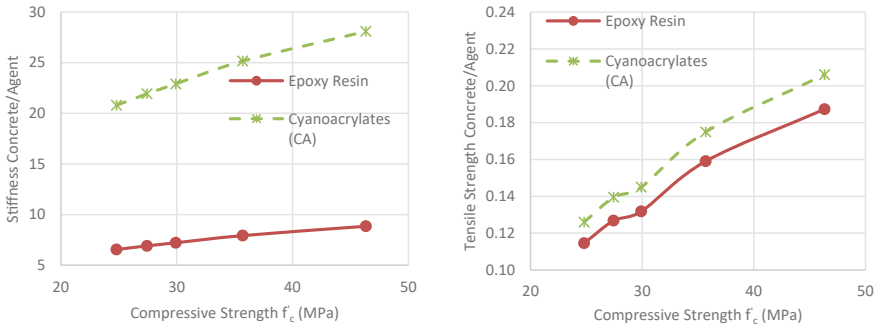 30
25
20
15
10
5
20
30
40
50
Stiffness Concrete/Agent
Compressive Strength f'c (MPa)
Epoxy Resin
Cyanoacrylates
(CA)
0.24
0.22
0.20
0.18
0.16
0.14
0.12
0.10
20
30
40
50
Tensile Strength Concrete/Agent
Compressive Strength f'c (MPa)
Epoxy Resin
Cyanoacrylates
(CA)